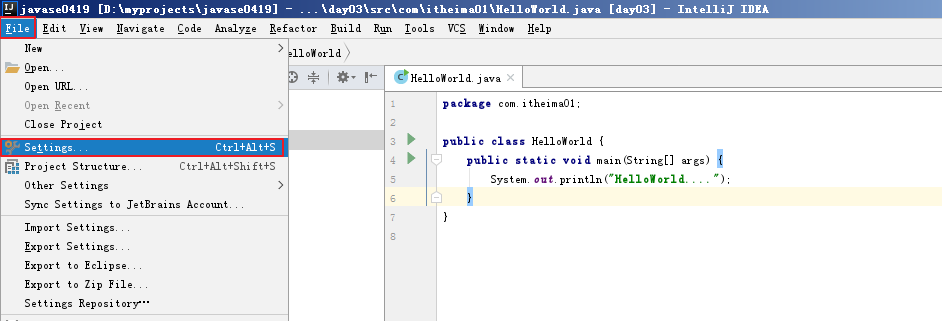 javase0419 [D:\myprojects\javase0419] - ...\day03\src\com\itheima01\HelloWorld.java [day03] - IntelliJ IDEA
File Edit View Navigate Code Analyze Refactor Build Run Tools VCS Window Help
New
elloWorld
Open...
HelloWorld.java
Open URL...
Open Recent
Close Project
Settings... Ctrl+Alt+S
Project Structure... Ctrl+Alt+Shift+S
Other Settings
Sync Settings to JetBrains Account...
Import Settings...
Export Settings...
Export to Eclipse...
Export to Zip File...
Settings Repository...
1 package com.itheima01;
2
3 public class HelloWorld {
4 public static void main(String[] args) {
5 System.out.println("HelloWorld....");
6 }
7 }
8